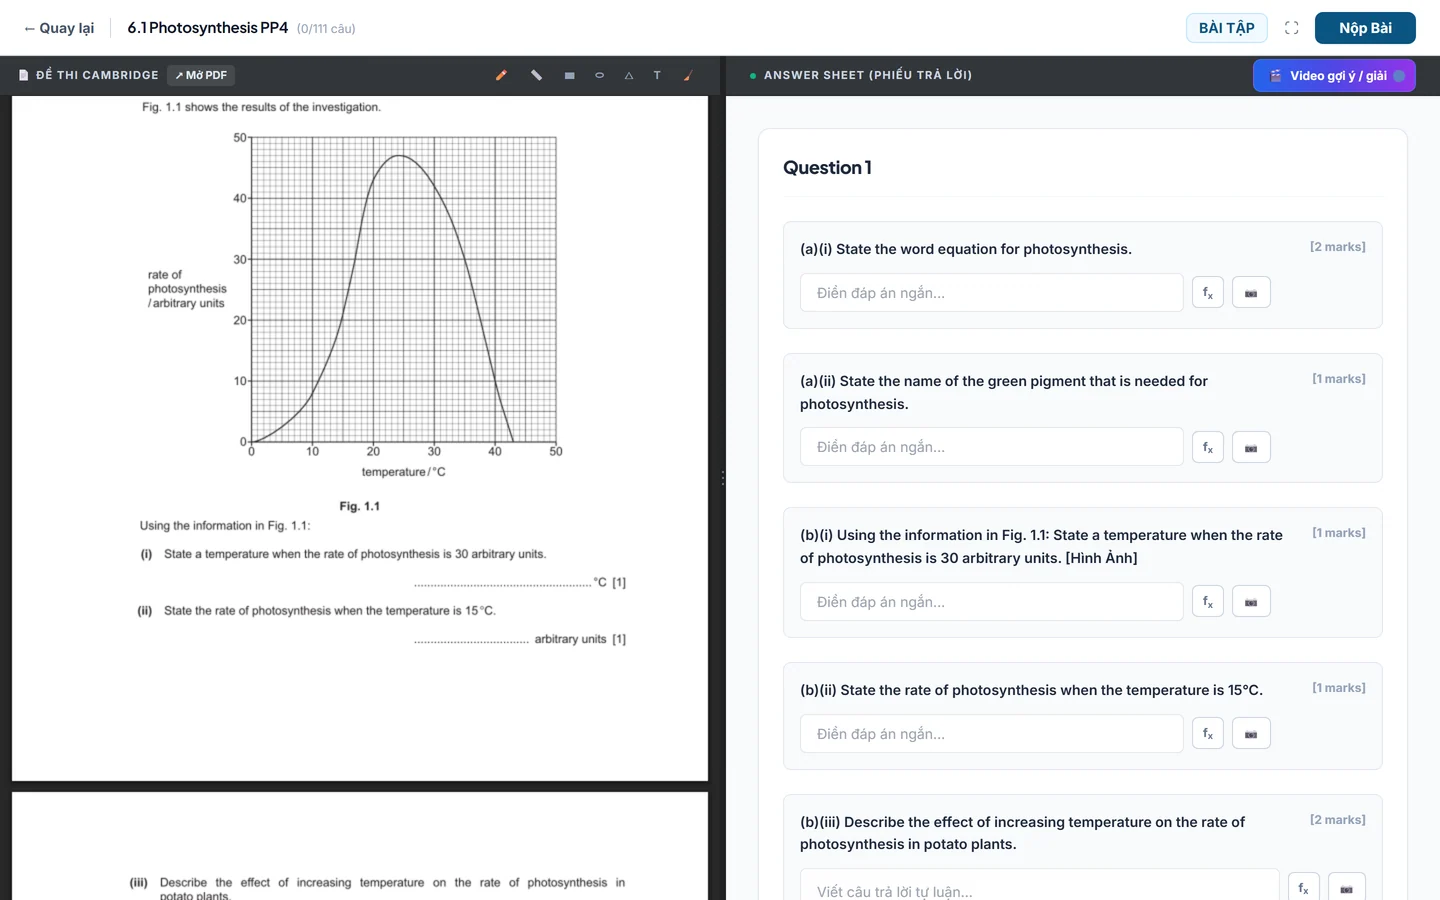 ← Quay lại
6.1 Photosynthesis PP4 (0/111 câu)
BÀI TẬP
Nộp Bài
ĐỀ THI CAMBRIDGE
↗ Mở PDF
T
ANSWER SHEET (PHIẾU TRẢ LỜI)
Video gợi ý / giải
Fig. 1.1 shows the results of the investigation.
50
40
30
20
10
0
rate of
photosynthesis
/ arbitrary units
0 10 20 30 40 50
temperature / °C
Fig. 1.1
Using the information in Fig. 1.1:
(i) State a temperature when the rate of photosynthesis is 30 arbitrary units.
................................................... °C [1]
(ii) State the rate of photosynthesis when the temperature is 15 °C.
................................. arbitrary units [1]
(iii) Describe the effect of increasing temperature on the rate of photosynthesis in
potato plants.
Question 1
(a)(i) State the word equation for photosynthesis. [2 marks]
Điền đáp án ngắn... fx
(a)(ii) State the name of the green pigment that is needed for [1 marks]
photosynthesis.
Điền đáp án ngắn... fx
(b)(i) Using the information in Fig. 1.1: State a temperature when the rate [1 marks]
of photosynthesis is 30 arbitrary units. [Hình Ảnh]
Điền đáp án ngắn... fx
(b)(ii) State the rate of photosynthesis when the temperature is 15°C. [1 marks]
Điền đáp án ngắn... fx
(b)(iii) Describe the effect of increasing temperature on the rate of [2 marks]
photosynthesis in potato plants.
Viết câu trả lời tự luận... fx